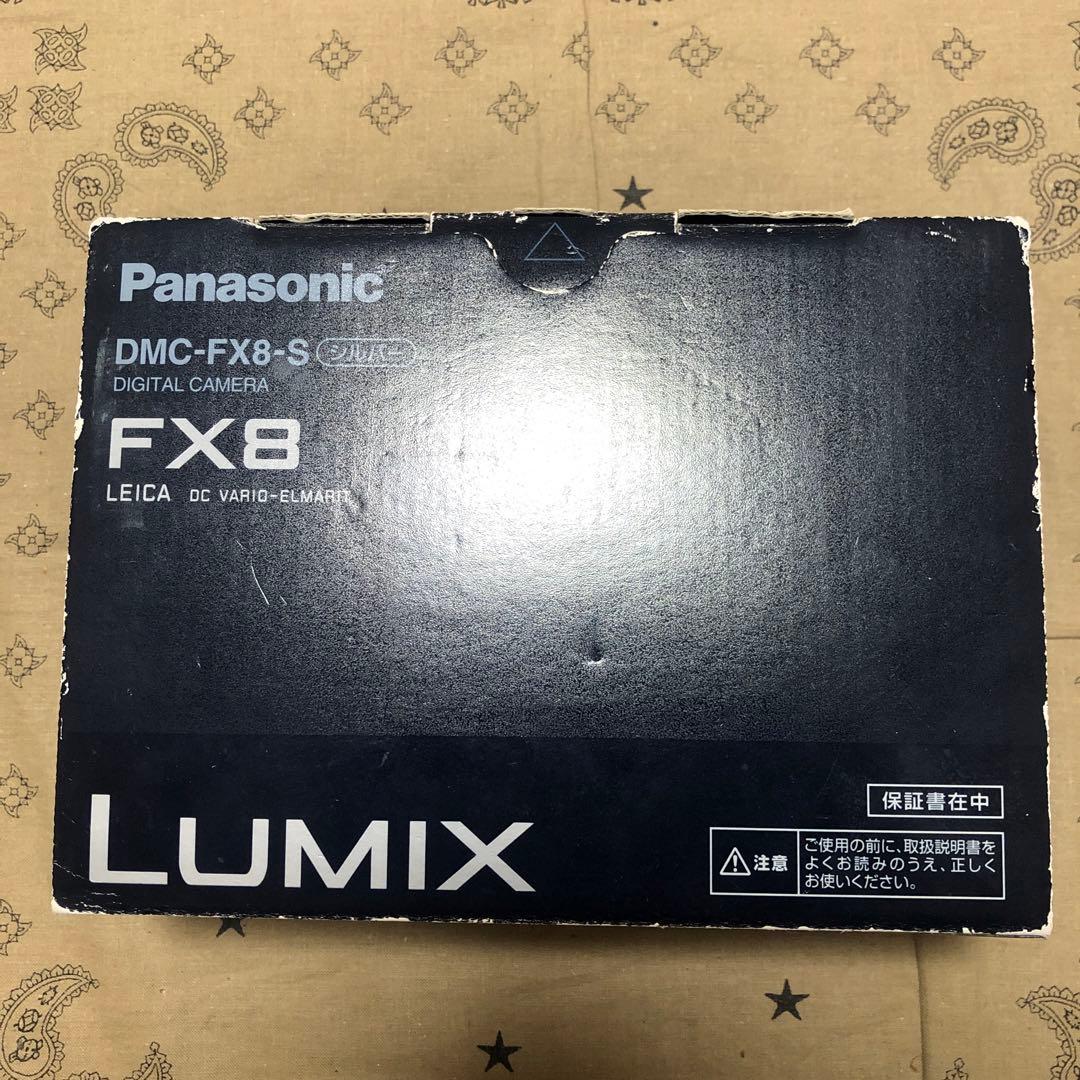 Panasonic
DMC-FX8-S シルバー
DIGITAL CAMERA
FX8
LEICA DC VARIO-ELMARIT
LUMIX
保証書在中
注意
ご使用の前に、取扱説明書を
よくお読みのうえ、正しく
お使いください。